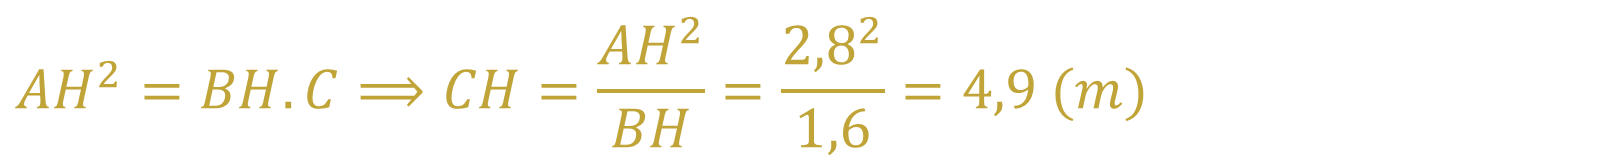 AH² = BH.C ⟹ CH = AH²/BH = 2,8²/1,6 = 4,9 (m)